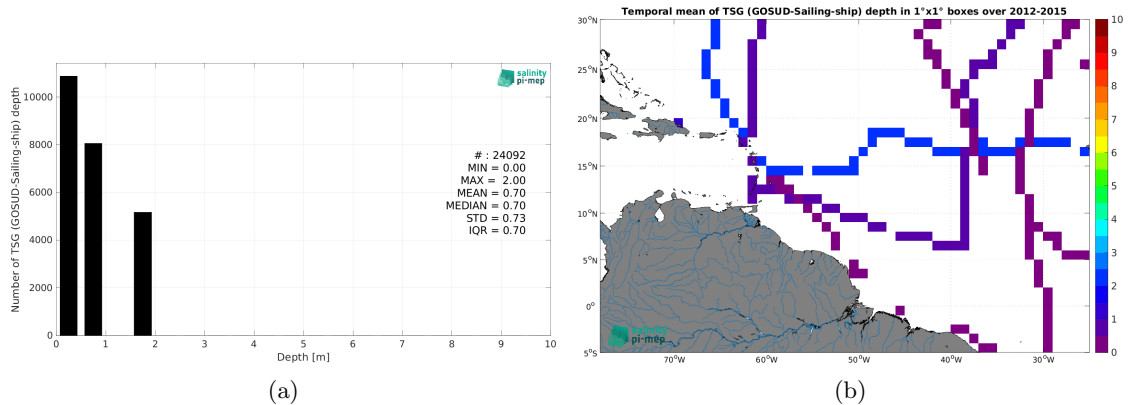 Number of TSG (GOSUD-Sailing-ship) depth
10000
8000
6000
4000
2000
0
salinity
pi-mep
# : 24092
MIN = 0.00
MAX = 2.00
MEAN = 0.70
MEDIAN = 0.70
STD = 0.73
IQR = 0.70
0 1 2 3 4 5 6 7 8 9 10
Depth [m]
(a)
Temporal mean of TSG (GOSUD-Sailing-ship) depth in 1°x1° boxes over 2012-2015
30°N
25°N
20°N
15°N
10°N
5°N
0°
5°S
salinity
pi-mep
70°W 60°W 50°W 40°W 30°W
10
9
8
7
6
5
4
3
2
1
0
(b)